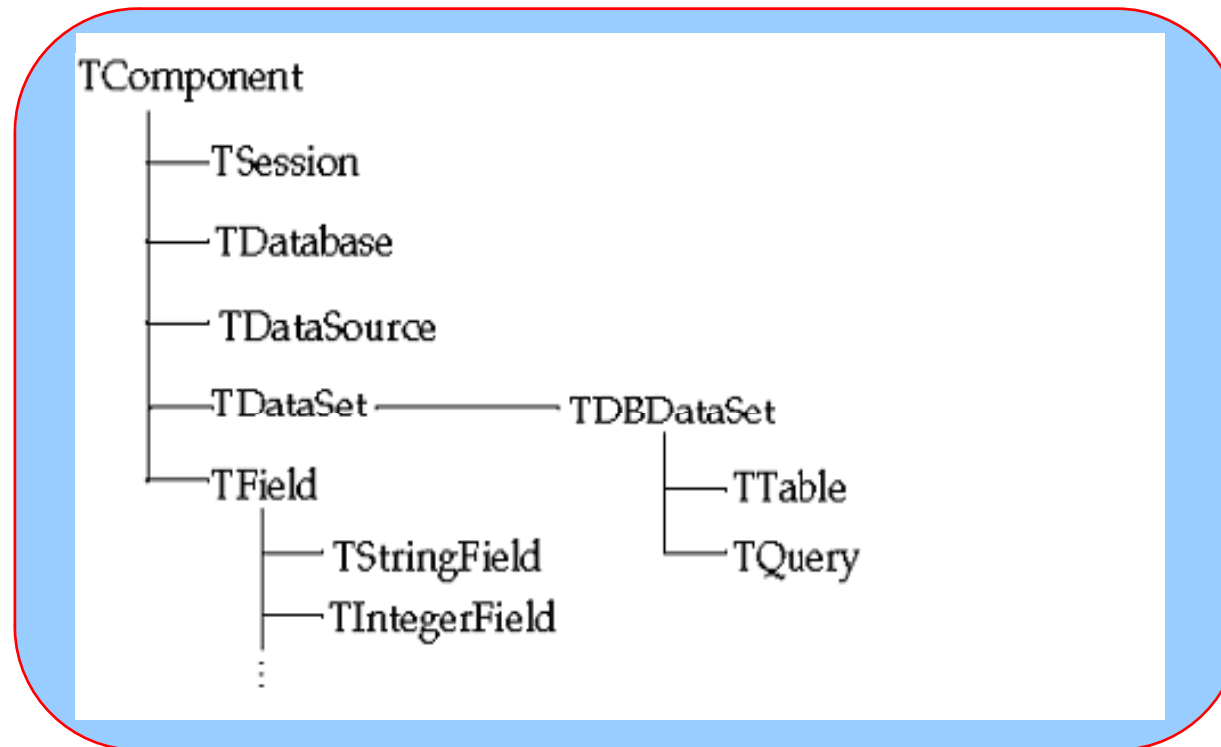 TComponent
TSession
TDatabase
TDataSource
TDataSet TDBDataSet
TField TTable
TStringField TQuery
TIntegerField
⋮